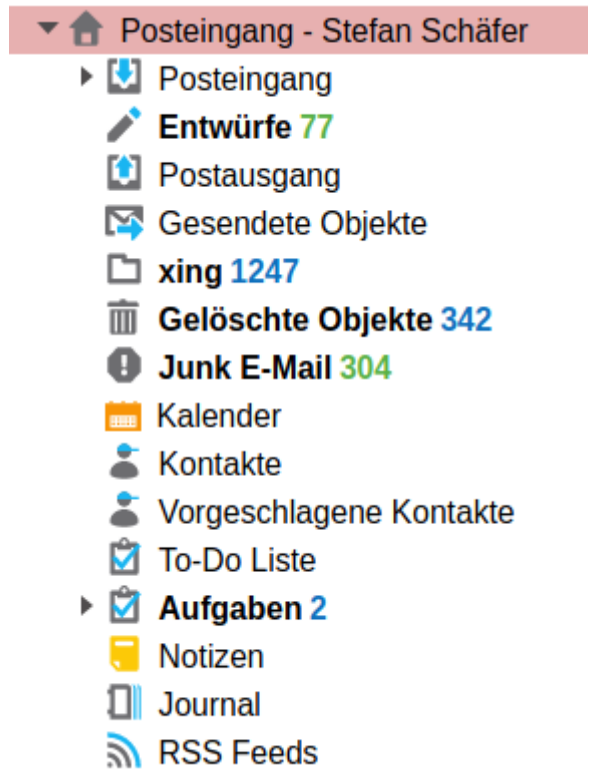 Posteingang - Stefan Schäfer
Posteingang
Entwürfe 77
Postausgang
Gesendete Objekte
xing 1247
Gelöschte Objekte 342
Junk E-Mail 304
Kalender
Kontakte
Vorgeschlagene Kontakte
To-Do Liste
Aufgaben 2
Notizen
Journal
RSS Feeds